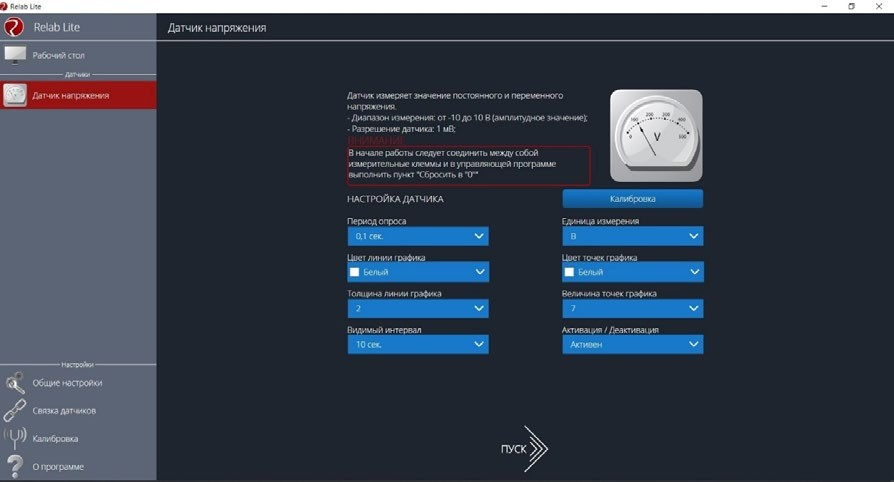 Relab Lite
Relab Lite
Датчик напряжения
Рабочий стол
Датчики
Датчик напряжения
Датчик измеряет значение постоянного и переменного
напряжения.
- Диапазон измерения: от -10 до 10 В (амплитудное значение);
- Разрешение датчика: 1 мВ;
ВНИМАНИЕ
В начале работы следует соединить между собой
измерительные клеммы и в управляющей программе
выполнить пункт "Сбросить в "0""
V
НАСТРОЙКА ДАТЧИКА
Калибровка
Период опроса
Единица измерения
0,1 сек.
В
Цвет линии графика
Цвет точек графика
Белый
Белый
Толщина линии графика
Величина точек графика
2
7
Видимый интервал
Активация / Деактивация
10 сек.
Активен
Настройки
Общие настройки
Связка датчиков
Калибровка
О программе
ПУСК